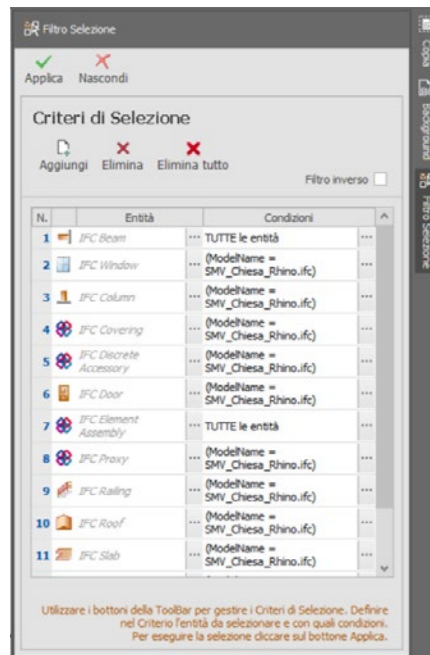 Filtro Selezione
Applica Nascondi
Criteri di Selezione
Aggiungi Elimina Elimina tutto
Filtro inverso
N. Entità Condizioni
1 IFC Beam ... TUTTE le entità ...
2 IFC Window ... (ModelName =
SMV_Chiesa_Rhino.ifc) ...
3 IFC Column ... (ModelName =
SMV_Chiesa_Rhino.ifc) ...
4 IFC Covering ... (ModelName =
SMV_Chiesa_Rhino.ifc) ...
5 IFC Discrete
Accessory ... (ModelName =
SMV_Chiesa_Rhino.ifc) ...
6 IFC Door ... (ModelName =
SMV_Chiesa_Rhino.ifc) ...
7 IFC Element
Assembly ... TUTTE le entità ...
8 IFC Proxy ... (ModelName =
SMV_Chiesa_Rhino.ifc) ...
9 IFC Railing ... (ModelName =
SMV_Chiesa_Rhino.ifc) ...
10 IFC Roof ... (ModelName =
SMV_Chiesa_Rhino.ifc) ...
11 IFC Slab ... (ModelName =
SMV_Chiesa_Rhino.ifc) ...
Utilizzare i bottoni della ToolBar per gestire i Criteri di Selezione. Definire
nel Criterio l'entità da selezionare e con quali condizioni.
Per eseguire la selezione cliccare sul bottone Applica.
Copia
Background
Filtro Selezione